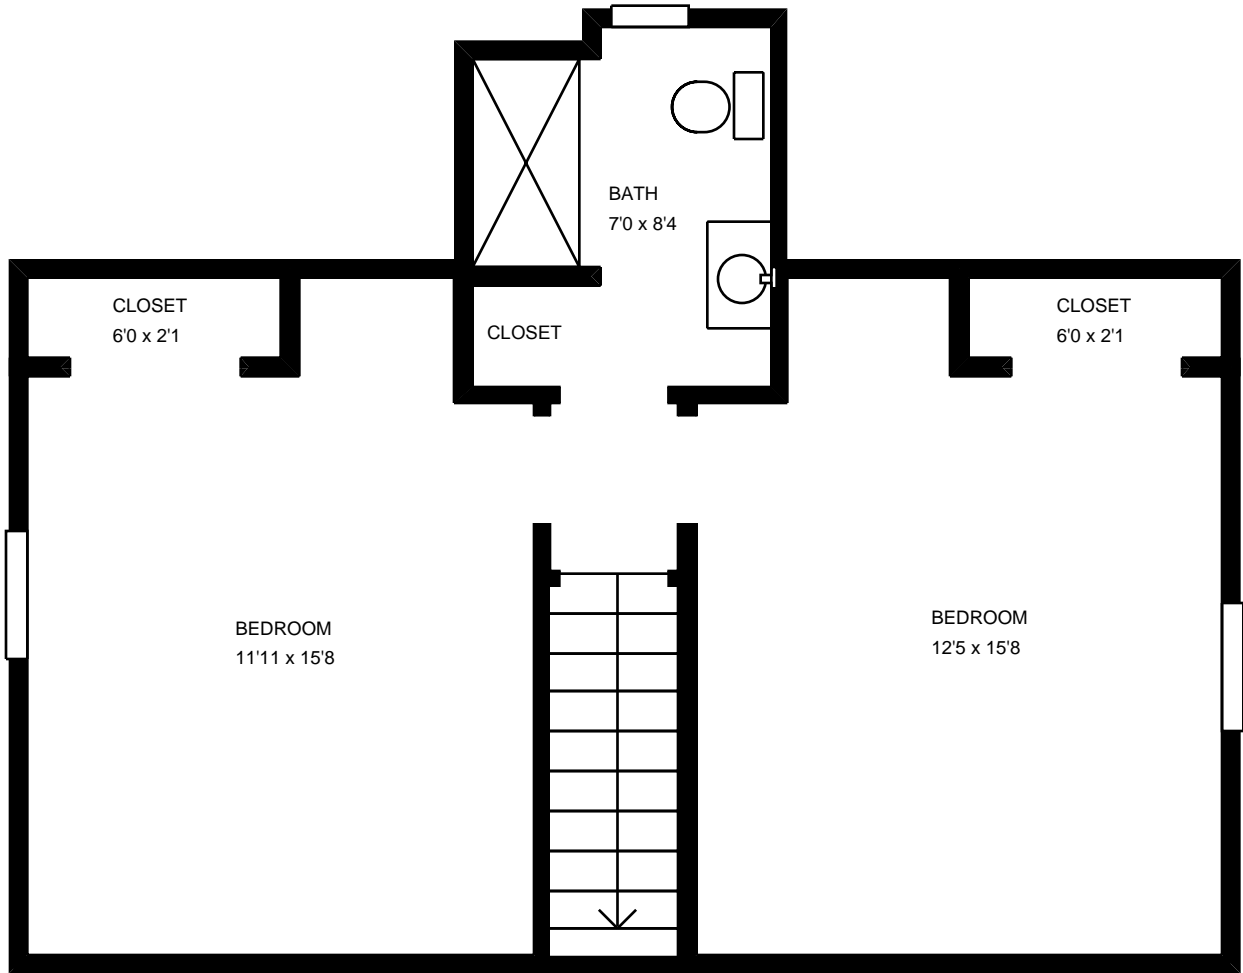 BATH
7'0 x 8'4
CLOSET
6'0 x 2'1
CLOSET
CLOSET
6'0 x 2'1
BEDROOM
11'11 x 15'8
BEDROOM
12'5 x 15'8